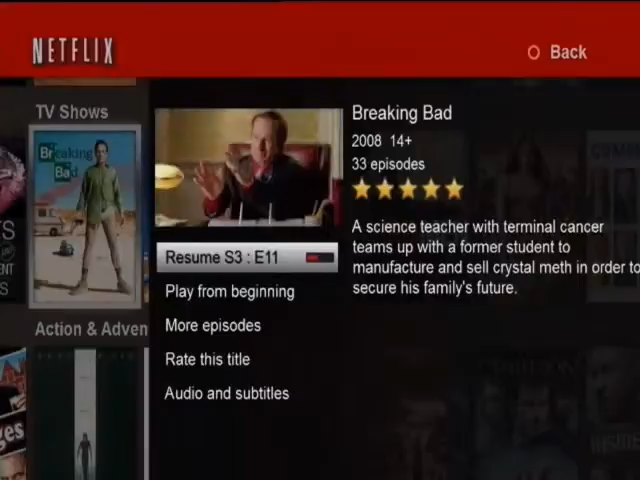 NETFLIX
Back
TV Shows
Breaking Bad
Breaking Bad
2008 14+
33 episodes
A science teacher with terminal cancer
teams up with a former student to
manufacture and sell crystal meth in order to
secure his family's future.
Resume S3 : E11
Play from beginning
More episodes
Rate this title
Audio and subtitles
Action & Adven